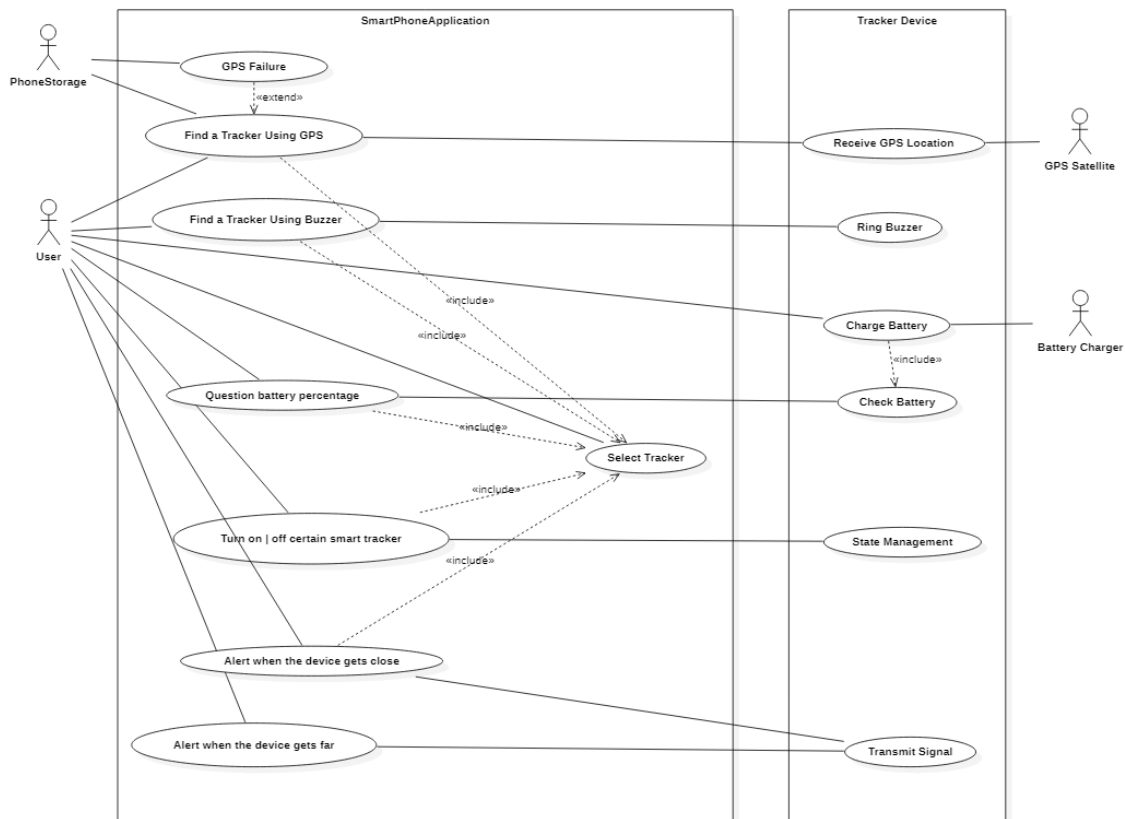 SmartPhoneApplication
Tracker Device
PhoneStorage
GPS Failure
«extend»
Find a Tracker Using GPS
Receive GPS Location
GPS Satellite
User
Find a Tracker Using Buzzer
Ring Buzzer
«include»
«include»
Charge Battery
Battery Charger
«include»
Question battery percentage
Check Battery
«include»
Select Tracker
«include»
Turn on | off certain smart tracker
State Management
«include»
Alert when the device gets close
Alert when the device gets far
Transmit Signal